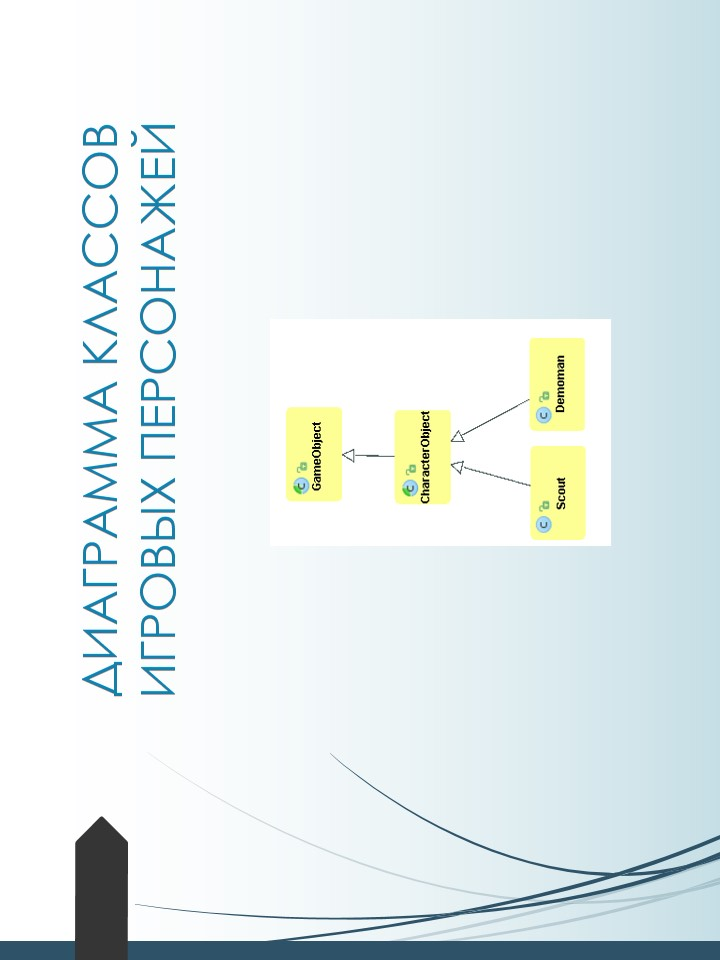 ДИАГРАММА КЛАССОВ
ИГРОВЫХ ПЕРСОНАЖЕЙ
C
GameObject
C
CharacterObject
C
Scout
C
Demoman